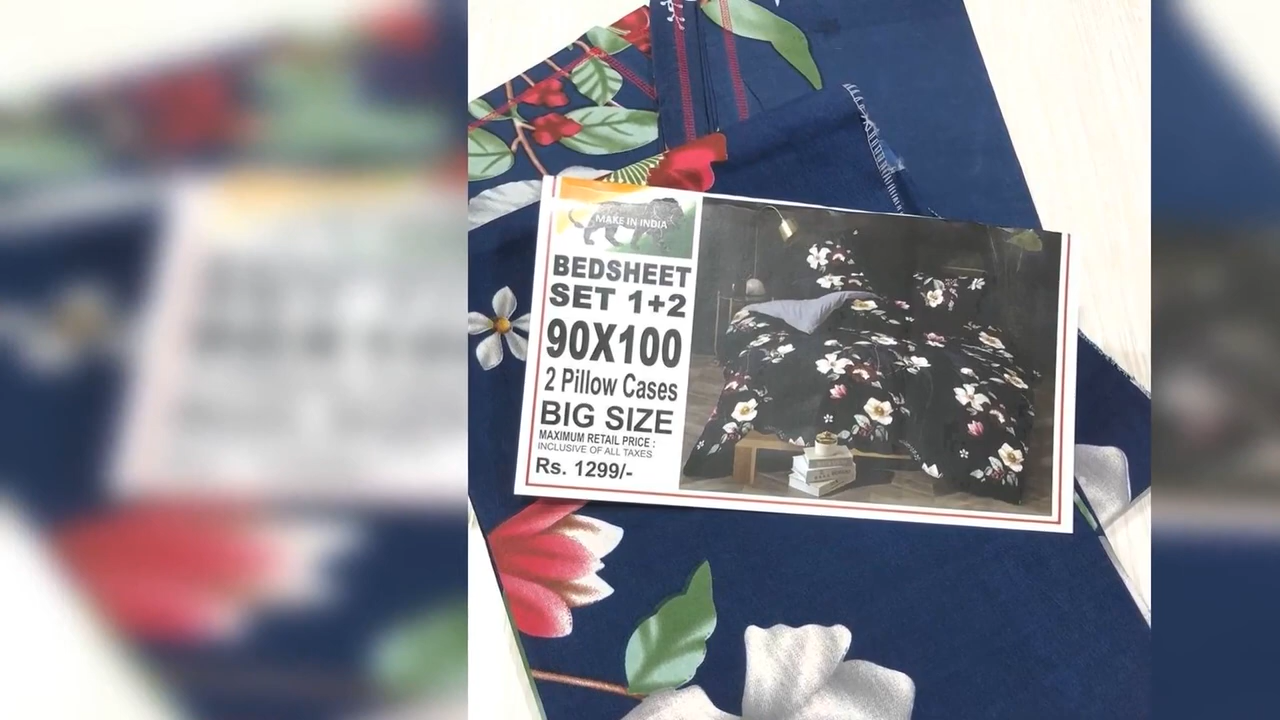 MAKE IN INDIA
BEDSHEET
SET 1+2
90X100
2 Pillow Cases
BIG SIZE
MAXIMUM RETAIL PRICE :
INCLUSIVE OF ALL TAXES
Rs. 1299/-